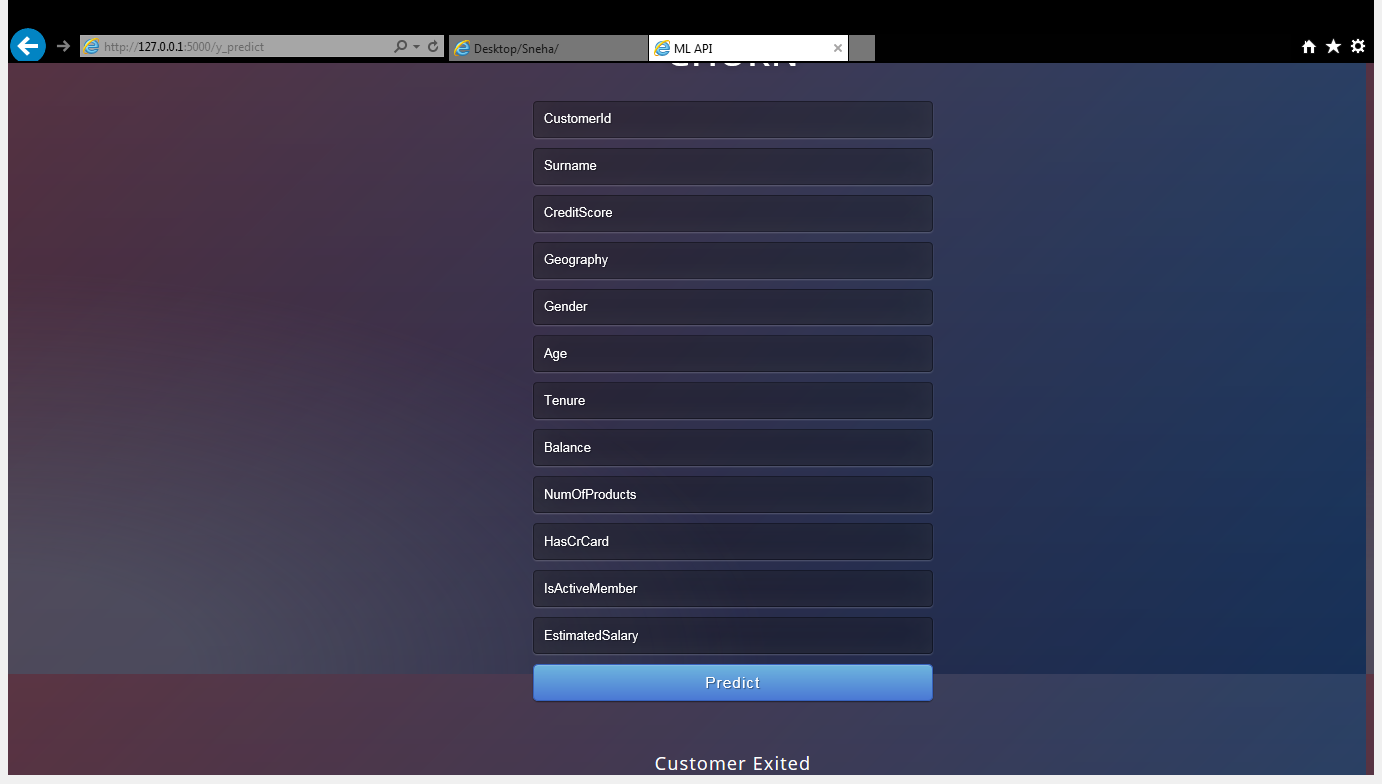 http://127.0.0.1:5000/y_predict
Desktop/Sneha/
ML API
CustomerId
Surname
CreditScore
Geography
Gender
Age
Tenure
Balance
NumOfProducts
HasCrCard
IsActiveMember
EstimatedSalary
Predict
Customer Exited